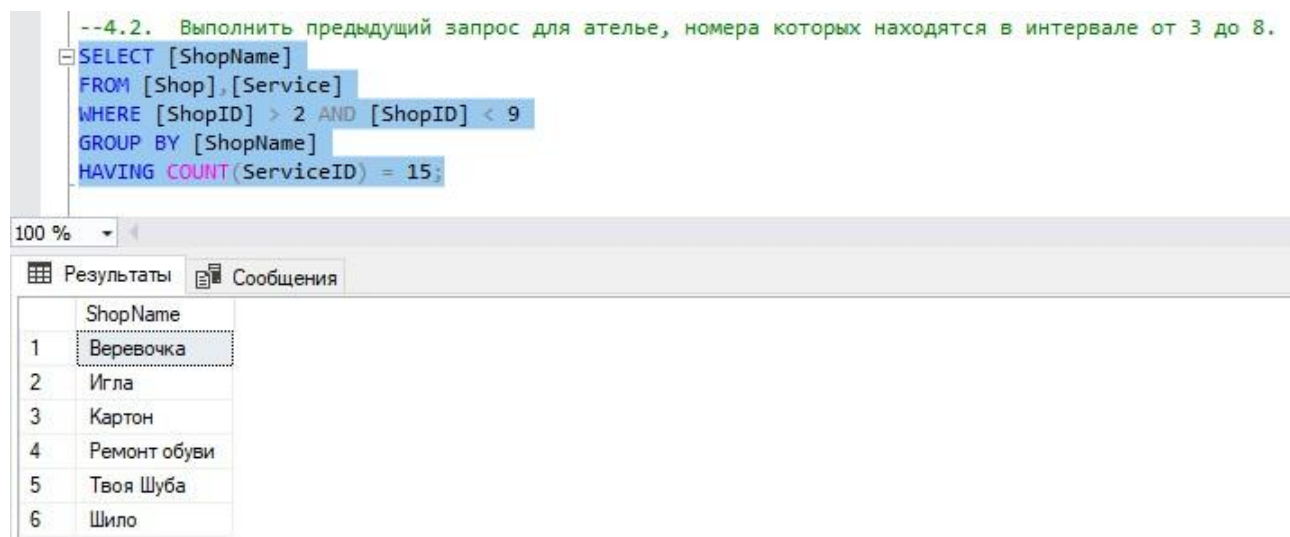 --4.2.  Выполнить предыдущий запрос для ателье, номера которых находятся в интервале от 3 до 8.
SELECT [ShopName]
FROM [Shop],[Service]
WHERE [ShopID] > 2 AND [ShopID] < 9
GROUP BY [ShopName]
HAVING COUNT(ServiceID) = 15;
100 %
Результаты Сообщения
ShopName
1 Веревочка
2 Игла
3 Картон
4 Ремонт обуви
5 Твоя Шуба
6 Шило